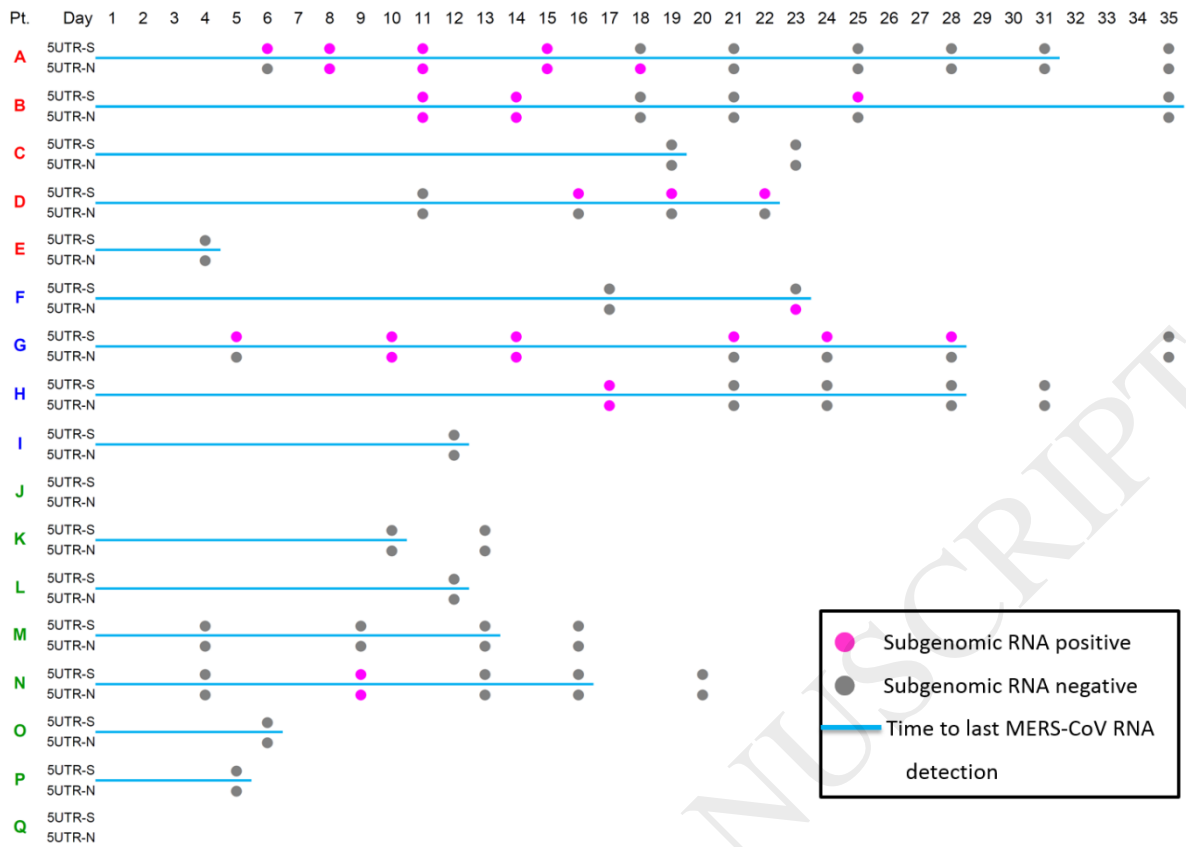 Pt. Day 1 2 3 4 5 6 7 8 9 10 11 12 13 14 15 16 17 18 19 20 21 22 23 24 25 26 27 28 29 30 31 32 33 34 35
5UTR-S
A
5UTR-N
5UTR-S
B
5UTR-N
5UTR-S
C
5UTR-N
5UTR-S
D
5UTR-N
5UTR-S
E
5UTR-N
5UTR-S
F
5UTR-N
5UTR-S
G
5UTR-N
5UTR-S
H
5UTR-N
5UTR-S
I
5UTR-N
5UTR-S
J
5UTR-N
5UTR-S
K
5UTR-N
5UTR-S
L
5UTR-N
5UTR-S
M
5UTR-N
5UTR-S
N
5UTR-N
5UTR-S
O
5UTR-N
5UTR-S
P
5UTR-N
5UTR-S
Q
5UTR-N
Subgenomic RNA positive
Subgenomic RNA negative
Time to last MERS-CoV RNA
detection
NUSCRIPT